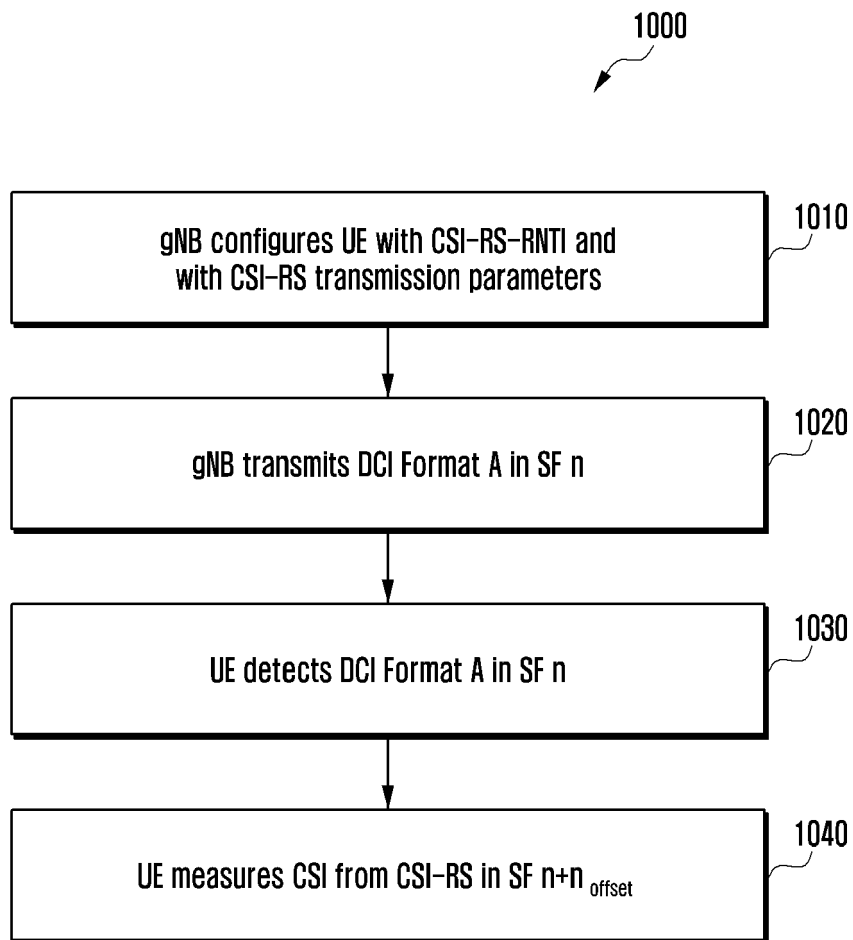 1000
gNB configures UE with CSI-RS-RNTI and
with CSI-RS transmission parameters
1010
gNB transmits DCI Format A in SF n
1020
UE detects DCI Format A in SF n
1030
UE measures CSI from CSI-RS in SF n+n offset
1040